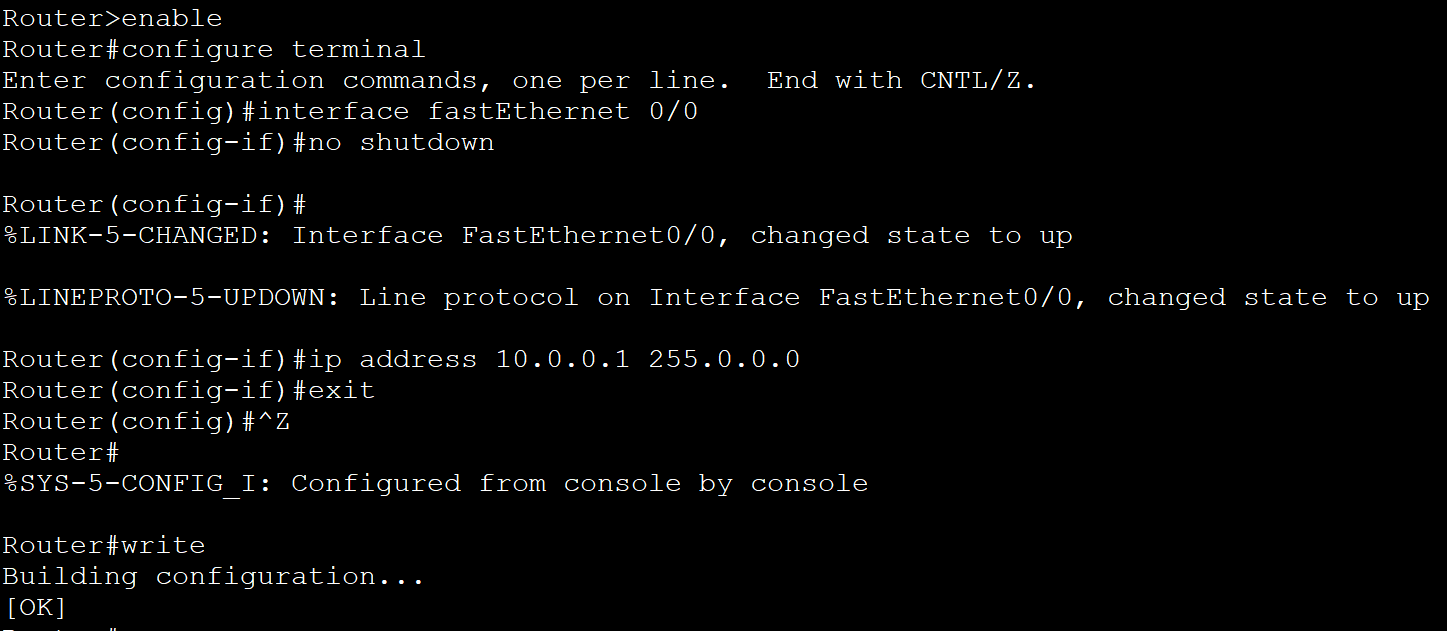 Router>enable
Router#configure terminal
Enter configuration commands, one per line.  End with CNTL/Z.
Router(config)#interface fastEthernet 0/0
Router(config-if)#no shutdown
Router(config-if)#
%LINK-5-CHANGED: Interface FastEthernet0/0, changed state to up
%LINEPROTO-5-UPDOWN: Line protocol on Interface FastEthernet0/0, changed state to up
Router(config-if)#ip address 10.0.0.1 255.0.0.0
Router(config-if)#exit
Router(config)#^Z
Router#
%SYS-5-CONFIG_I: Configured from console by console
Router#write
Building configuration...
[OK]